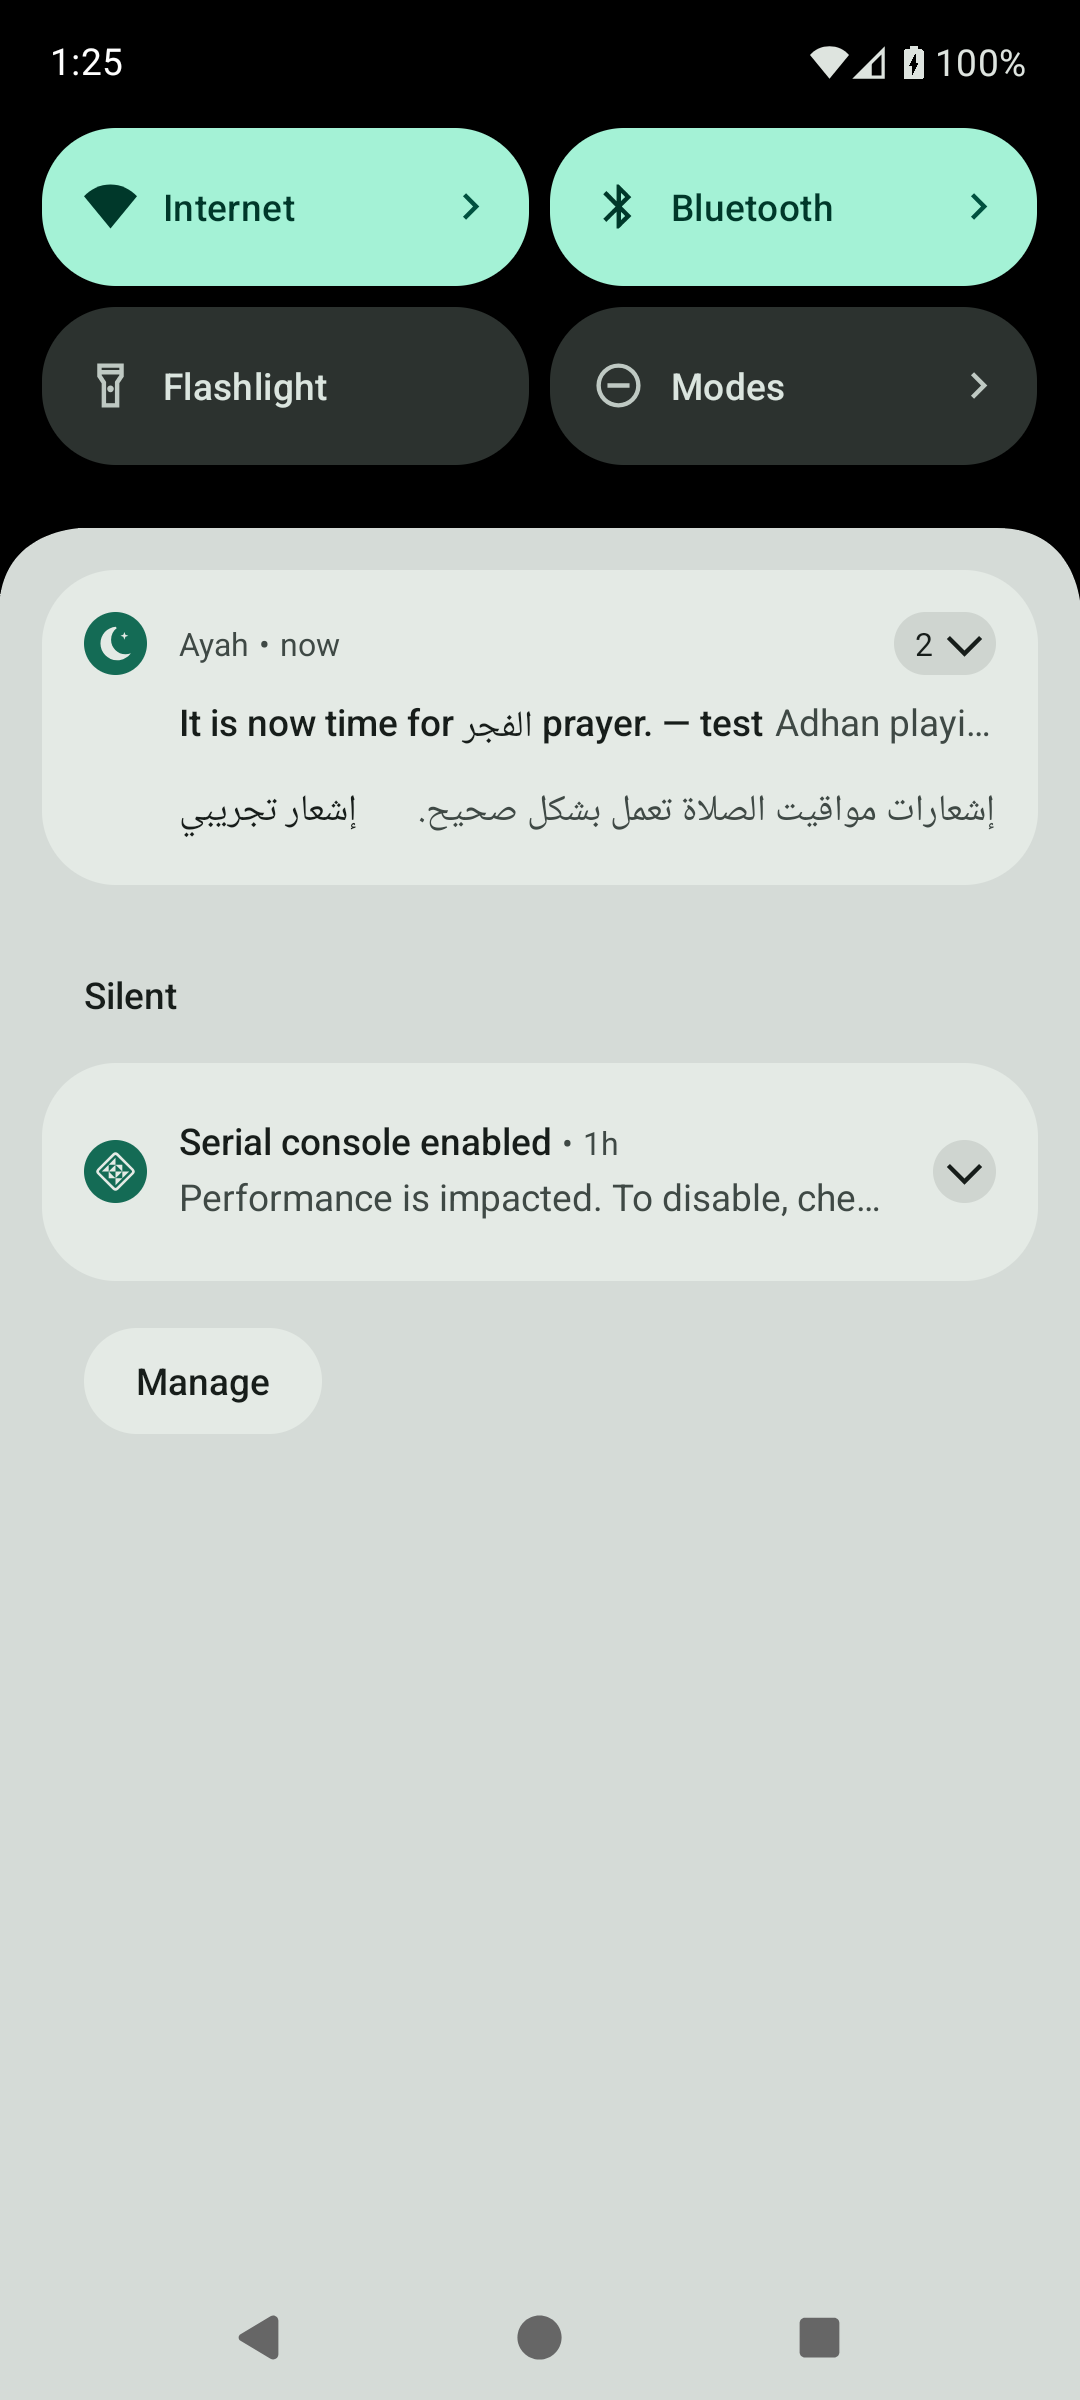 1:25 100%
Internet Bluetooth
Flashlight Modes
Ayah • now 2
It is now time for الفجر prayer. — test Adhan playi...
إشعار تجريبي إشعارات مواقيت الصلاة تعمل بشكل صحيح.
Silent
Serial console enabled • 1h
Performance is impacted. To disable, che...
Manage